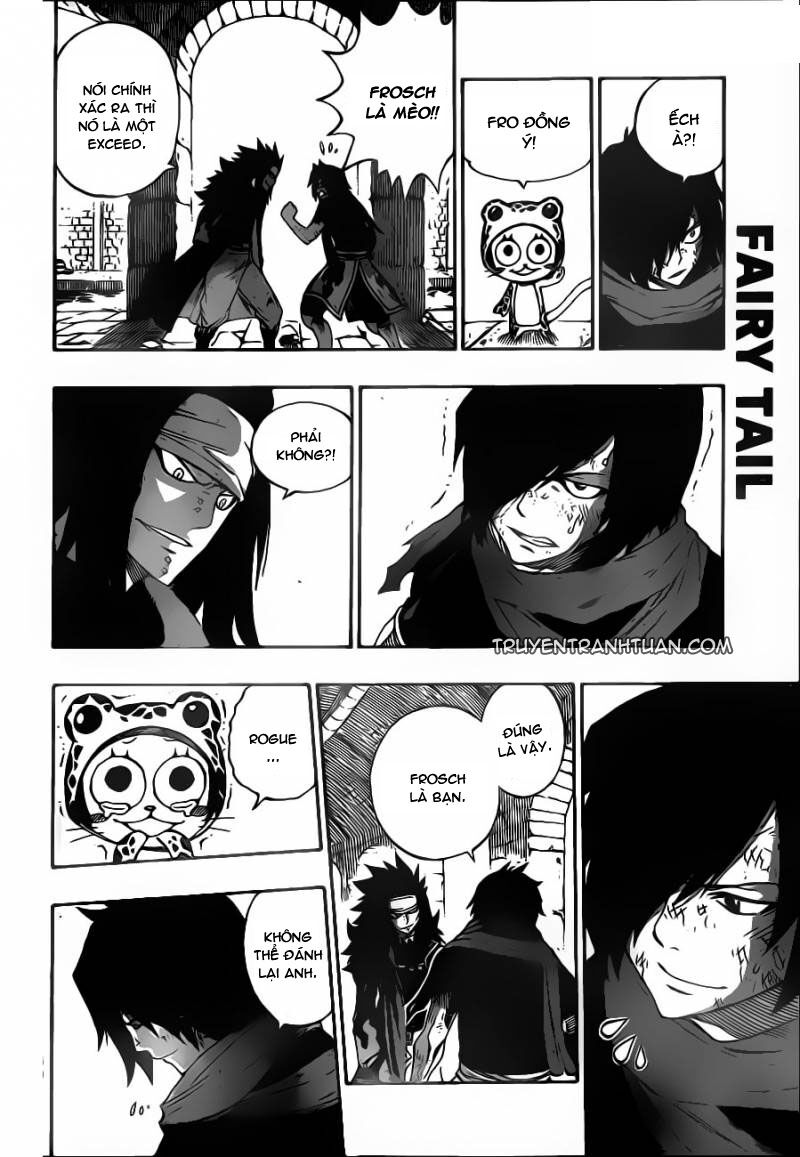 ẾCH
À?!
FRO ĐỒNG
Ý!
FROSCH
LÀ MÈO!!
NÓI CHÍNH
XÁC RA THÌ
NÓ LÀ MỘT
EXCEED.
FAIRY TAIL
PHẢI
KHÔNG?!
TRUYENTRANHTUAN.COM
ĐÚNG
LÀ VẬY.
FROSCH
LÀ BẠN.
ROGUE
...
KHÔNG
THỂ ĐÁNH
LẠI ANH.